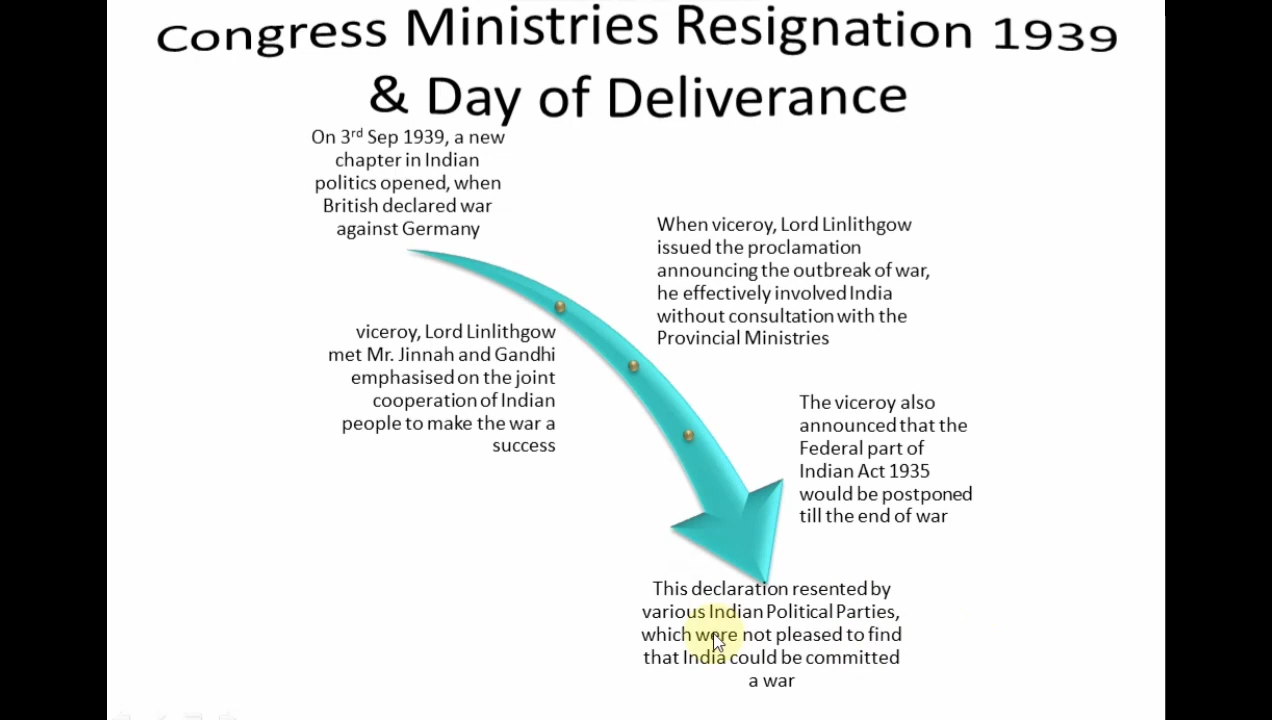 Congress Ministries Resignation 1939
& Day of Deliverance
On 3rd Sep 1939, a new
chapter in Indian
politics opened, when
British declared war
against Germany
When viceroy, Lord Linlithgow
issued the proclamation
announcing the outbreak of war,
he effectively involved India
without consultation with the
Provincial Ministries
viceroy, Lord Linlithgow
met Mr. Jinnah and Gandhi
emphasised on the joint
cooperation of Indian
people to make the war a
success
The viceroy also
announced that the
Federal part of
Indian Act 1935
would be postponed
till the end of war
This declaration resented by
various Indian Political Parties,
which were not pleased to find
that India could be committed
a war